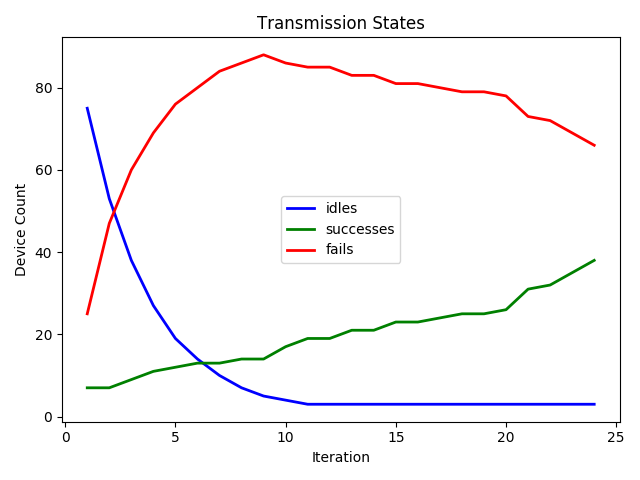 Transmission States
Device Count
80
60
40
20
0
idles
successes
fails
0 5 10 15 20 25
Iteration